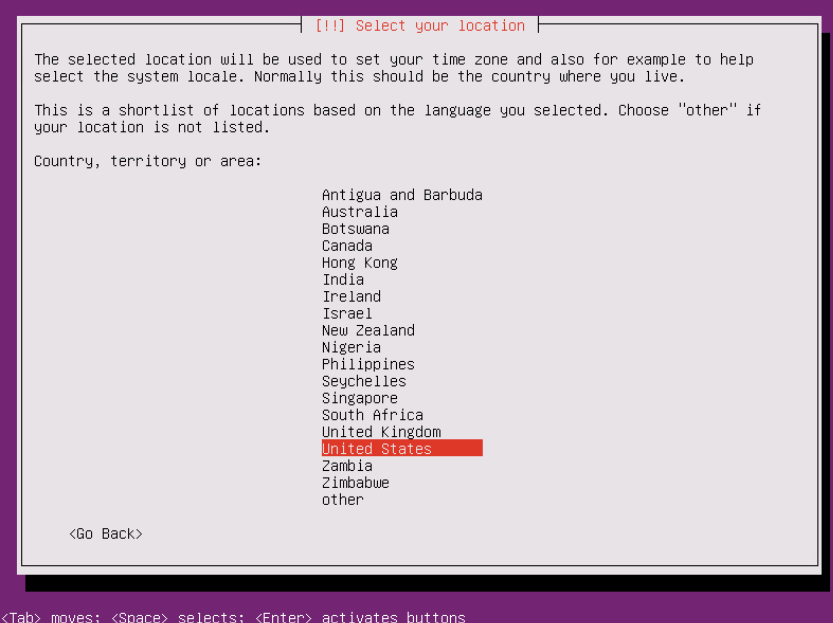 [!!] Select your location
The selected location will be used to set your time zone and also for example to help
select the system locale. Normally this should be the country where you live.
This is a shortlist of locations based on the language you selected. Choose "other" if
your location is not listed.
Country, territory or area:
Antigua and Barbuda
Australia
Botswana
Canada
Hong Kong
India
Ireland
Israel
New Zealand
Nigeria
Philippines
Seychelles
Singapore
South Africa
United Kingdom
United States
Zambia
Zimbabwe
other
<Go Back>
<Tab> moves; <Space> selects; <Enter> activates buttons